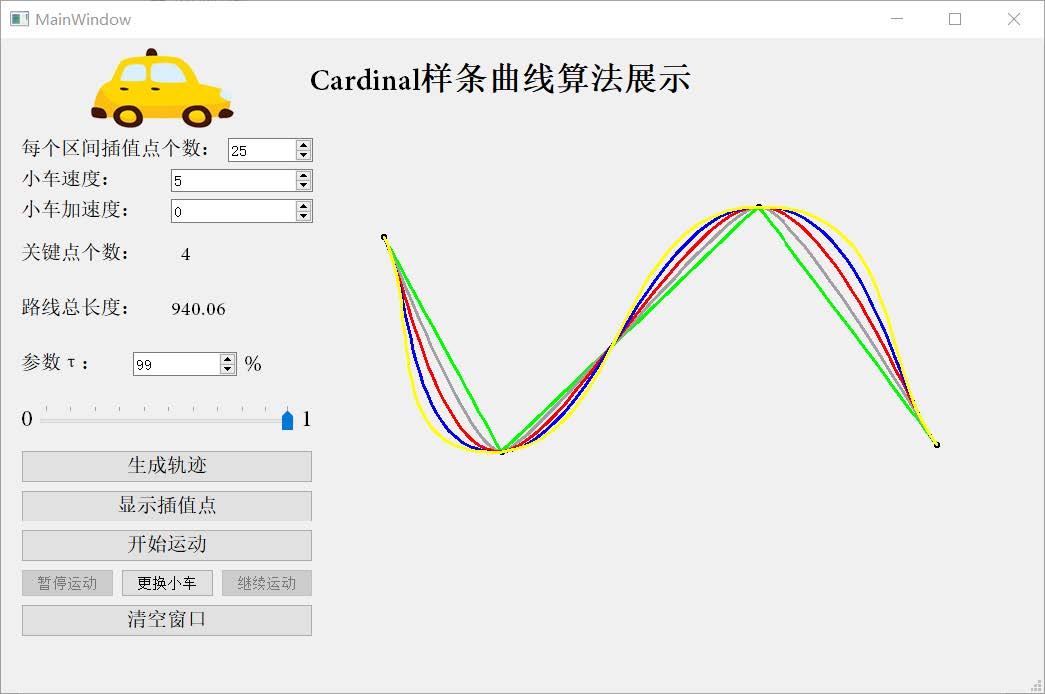 MainWindow
Cardinal样条曲线算法展示
每个区间插值点个数： 25
小车速度： 5
小车加速度： 0
关键点个数： 4
路线总长度： 940.06
参数τ： 99 %
0 1
生成轨迹
显示插值点
开始运动
暂停运动 更换小车 继续运动
清空窗口